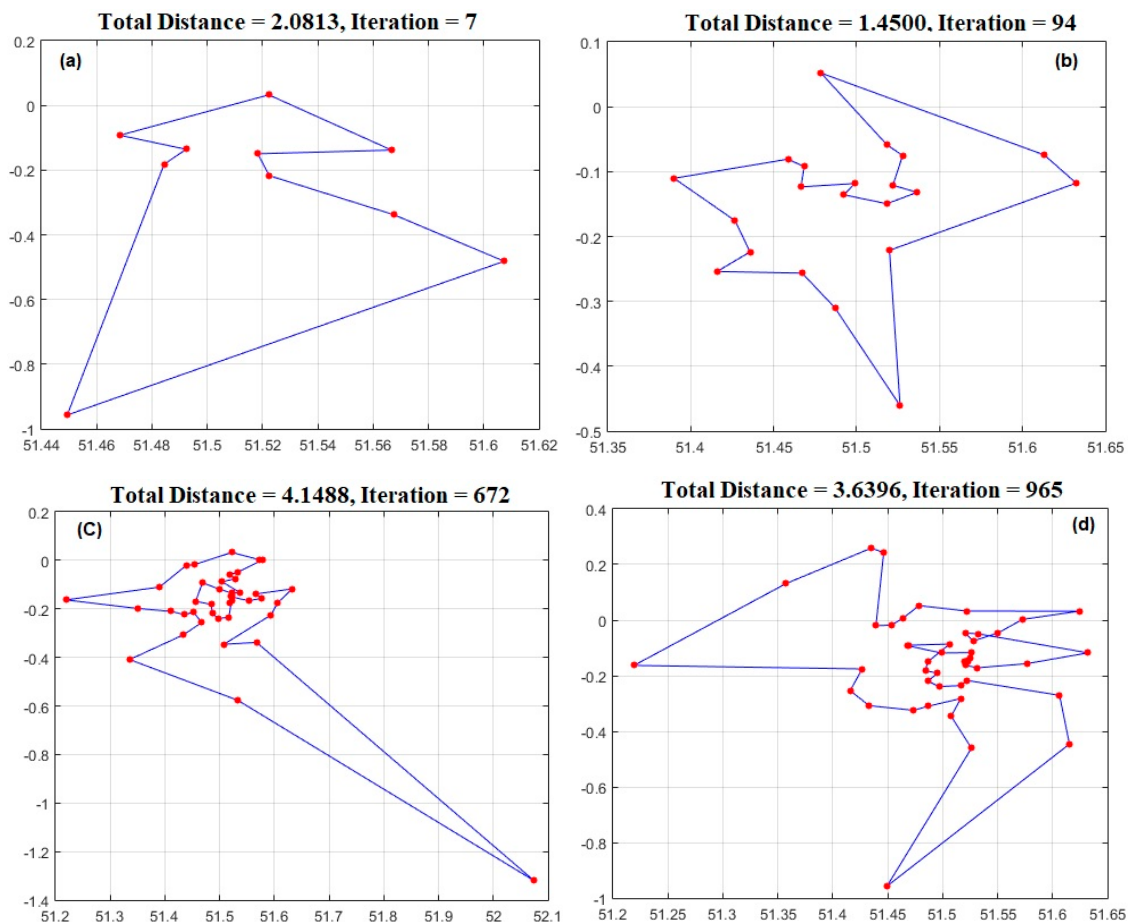 Total Distance = 2.0813, Iteration = 7
(a)
0.2
0
-0.2
-0.4
-0.6
-0.8
-1
51.44 51.46 51.48 51.5 51.52 51.54 51.56 51.58 51.6 51.62
Total Distance = 1.4500, Iteration = 94
(b)
0.1
0
-0.1
-0.2
-0.3
-0.4
-0.5
51.35 51.4 51.45 51.5 51.55 51.6 51.65
Total Distance = 4.1488, Iteration = 672
(C)
0.2
0
-0.2
-0.4
-0.6
-0.8
-1
-1.2
-1.4
51.2 51.3 51.4 51.5 51.6 51.7 51.8 51.9 52 52.1
Total Distance = 3.6396, Iteration = 965
(d)
0.4
0.2
0
-0.2
-0.4
-0.6
-0.8
-1
51.2 51.25 51.3 51.35 51.4 51.45 51.5 51.55 51.6 51.65